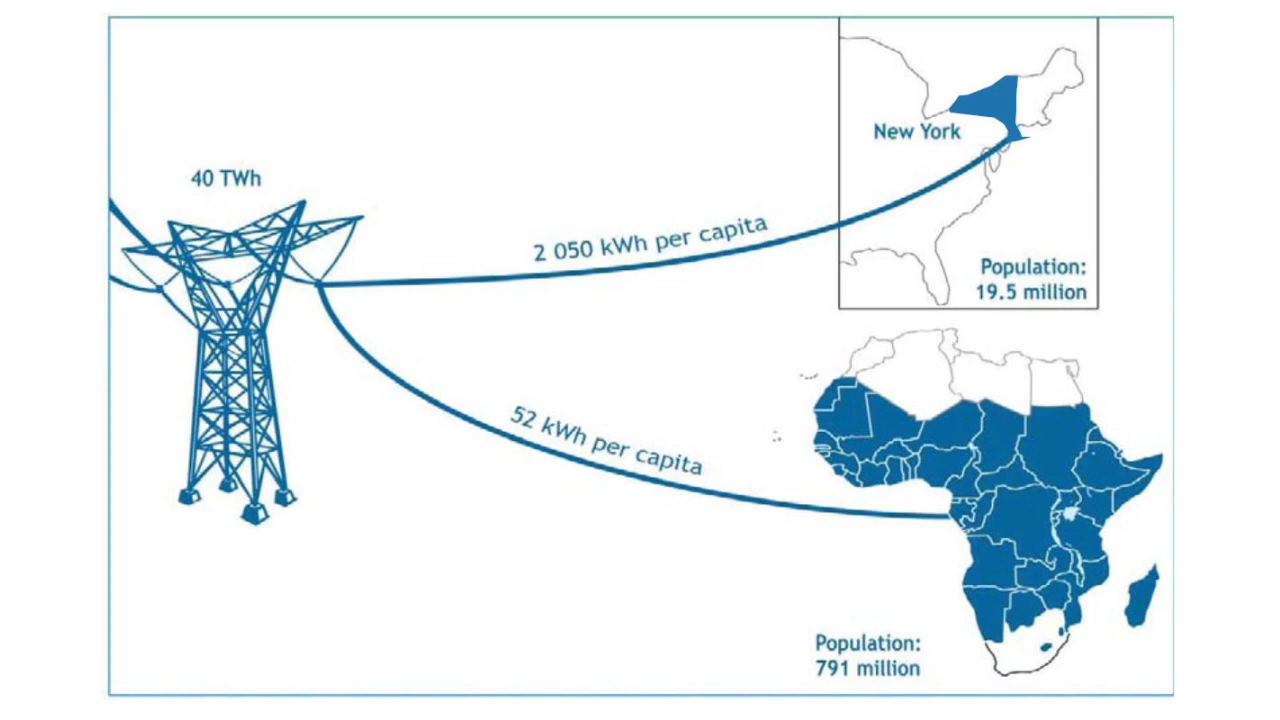 40 TWh
2 050 kWh per capita
New York
Population:
19.5 million
52 kWh per capita
Population:
791 million